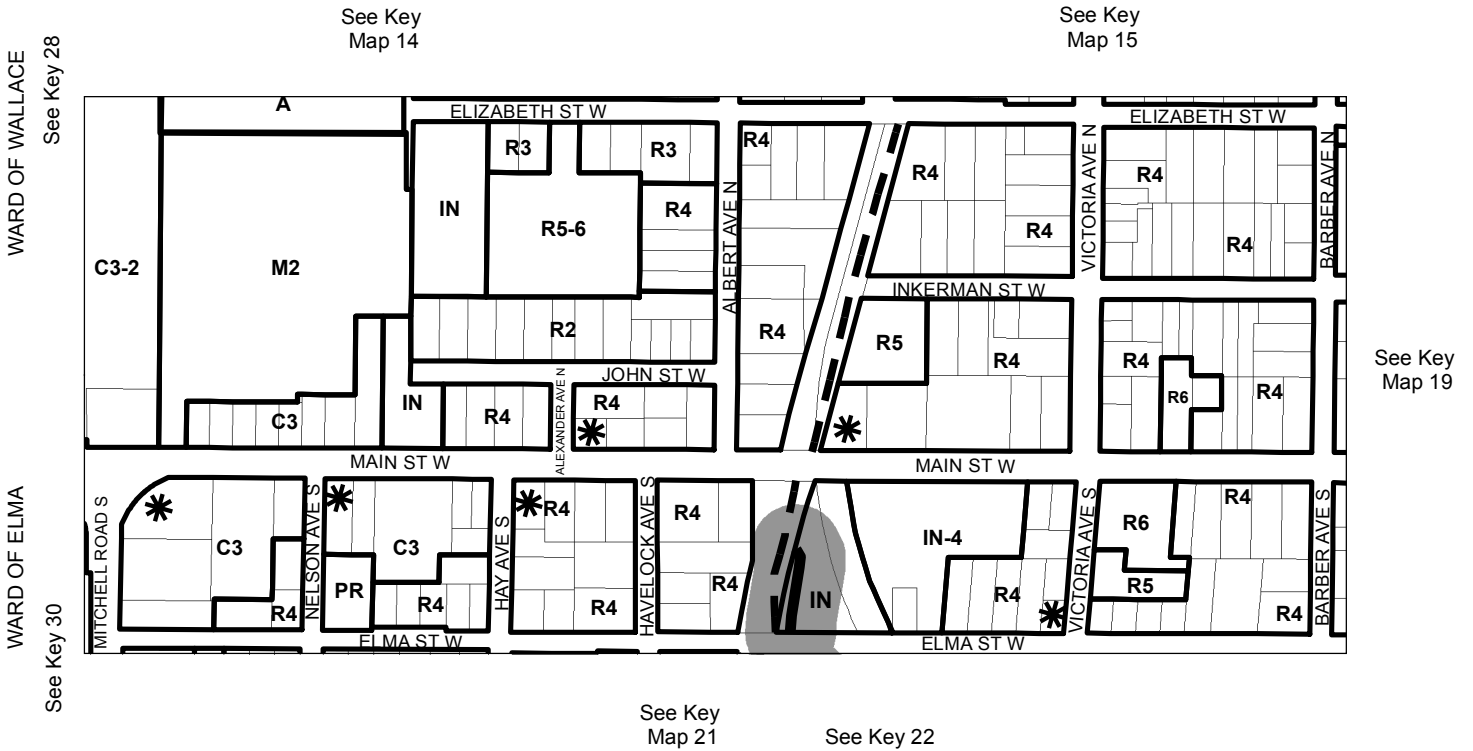 See Key
Map 14
See Key
Map 15
WARD OF WALLACE
See Key 28
A
ELIZABETH ST W
ELIZABETH ST W
R3
R3
R4
R4
R4
R4
R4
IN
R5-6
R4
C3-2
M2
ALBERT AVE N
VICTORIA AVE N
BARBER AVE N
INKERMAN ST W
R2
R4
R5
R4
R4
R6
R4
See Key
Map 19
JOHN ST W
C3
IN
R4
ALEXANDER AVE N
R4
MAIN ST W
MAIN ST W
WARD OF ELMA
See Key 30
MITCHELL ROAD S
C3
R4
NELSON AVE S
C3
PR
R4
HAY AVE S
R4
R4
HAVELOCK AVE S
R4
R4
IN
IN-4
R4
VICTORIA AVE S
R6
R5
R4
R4
BARBER AVE S
ELMA ST W
ELMA ST W
See Key
Map 21
See Key 22